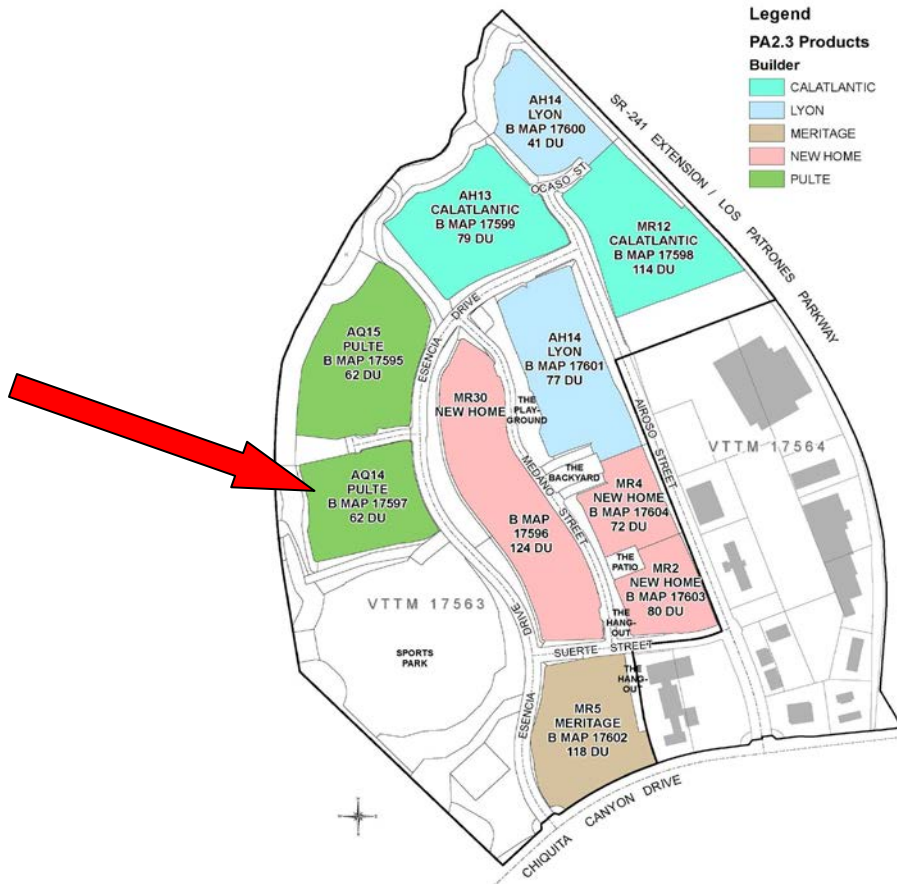 Legend
PA2.3 Products
Builder
CALATLANTIC
LYON
MERITAGE
NEW HOME
PULTE
SR-241 EXTENSION / LOS PATRONES PARKWAY
AH14
LYON
B MAP 17600
41 DU
OCASO ST
AH13
CALATLANTIC
B MAP 17599
79 DU
MR12
CALATLANTIC
B MAP 17598
114 DU
ESENCIA DRIVE
AQ15
PULTE
B MAP 17595
62 DU
AH14
LYON
B MAP 17601
77 DU
MR30
NEW HOME
THE
PLAY-
GROUND
AIROSO STREET
VTTM 17564
MEDANO STREET
THE
BACKYARD
AQ14
PULTE
B MAP 17597
62 DU
MR4
NEW HOME
B MAP 17604
72 DU
B MAP
17596
124 DU
THE
PATIO
MR2
NEW HOME
B MAP 17603
80 DU
VTTM 17563
THE
HANG-
OUT
SPORTS
PARK
SUERTE STREET
THE
HANG-
OUT
ESENCIA DRIVE
MR5
MERITAGE
B MAP 17602
118 DU
CHIQUITA CANYON DRIVE